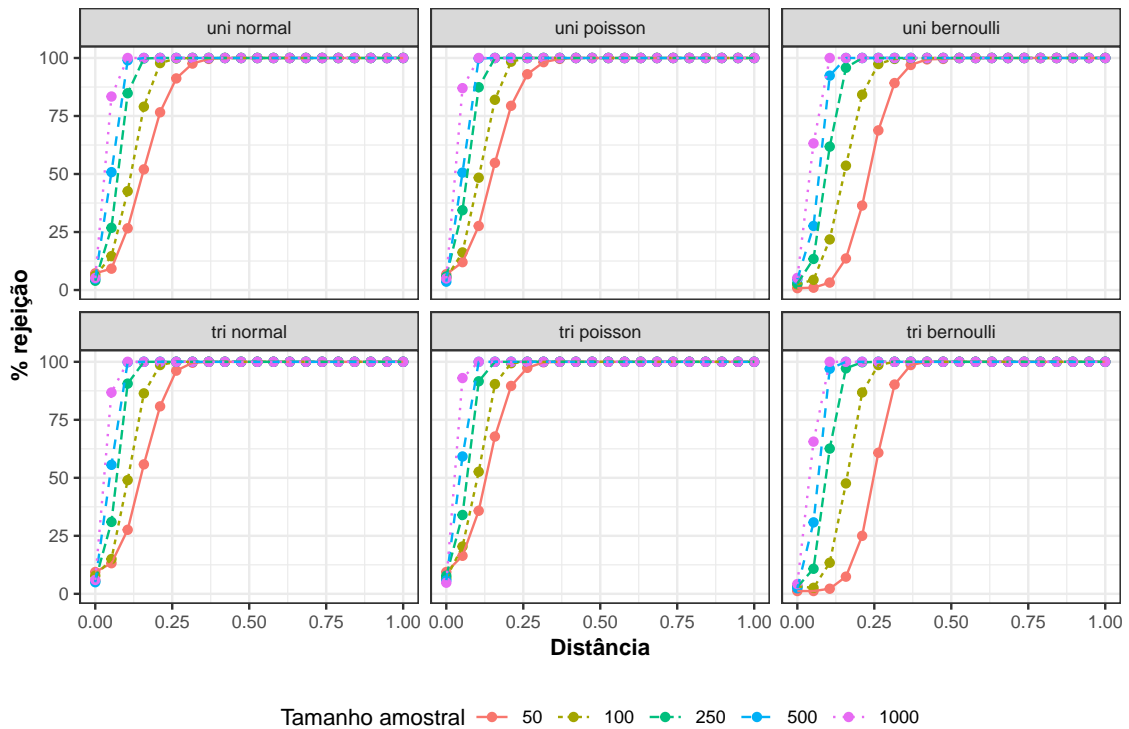 uni normal uni poisson uni bernoulli
100
75
50
25
0
tri normal tri poisson tri bernoulli
100
75
50
25
0
% rejeição
0.00 0.25 0.50 0.75 1.00 0.00 0.25 0.50 0.75 1.00 0.00 0.25 0.50 0.75 1.00
Distância
Tamanho amostral 50 100 250 500 1000